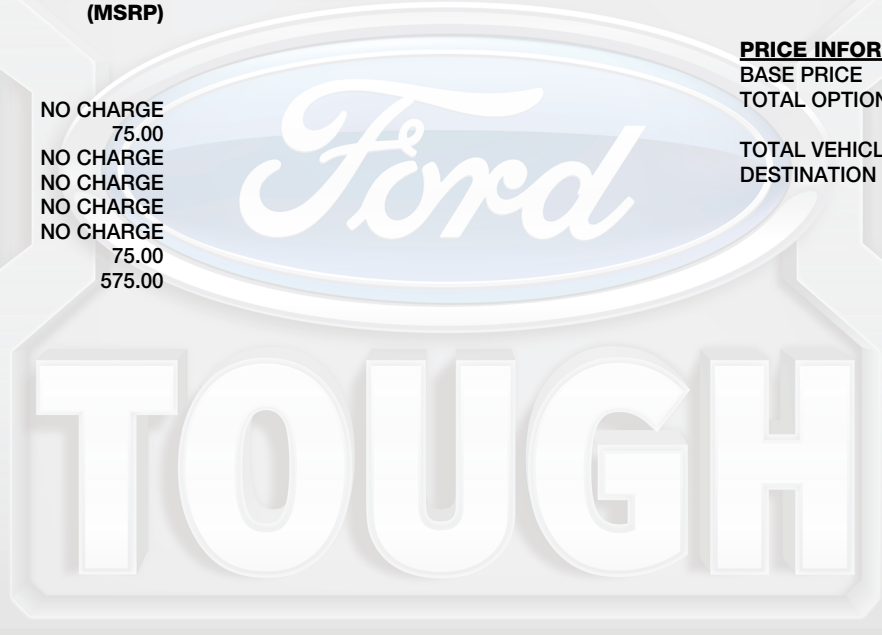 (MSRP)
NO CHARGE
75.00
NO CHARGE
NO CHARGE
NO CHARGE
NO CHARGE
75.00
575.00
PRICE INFOR
BASE PRICE
TOTAL OPTION
TOTAL VEHICL
DESTINATION
Ford
TOUGH